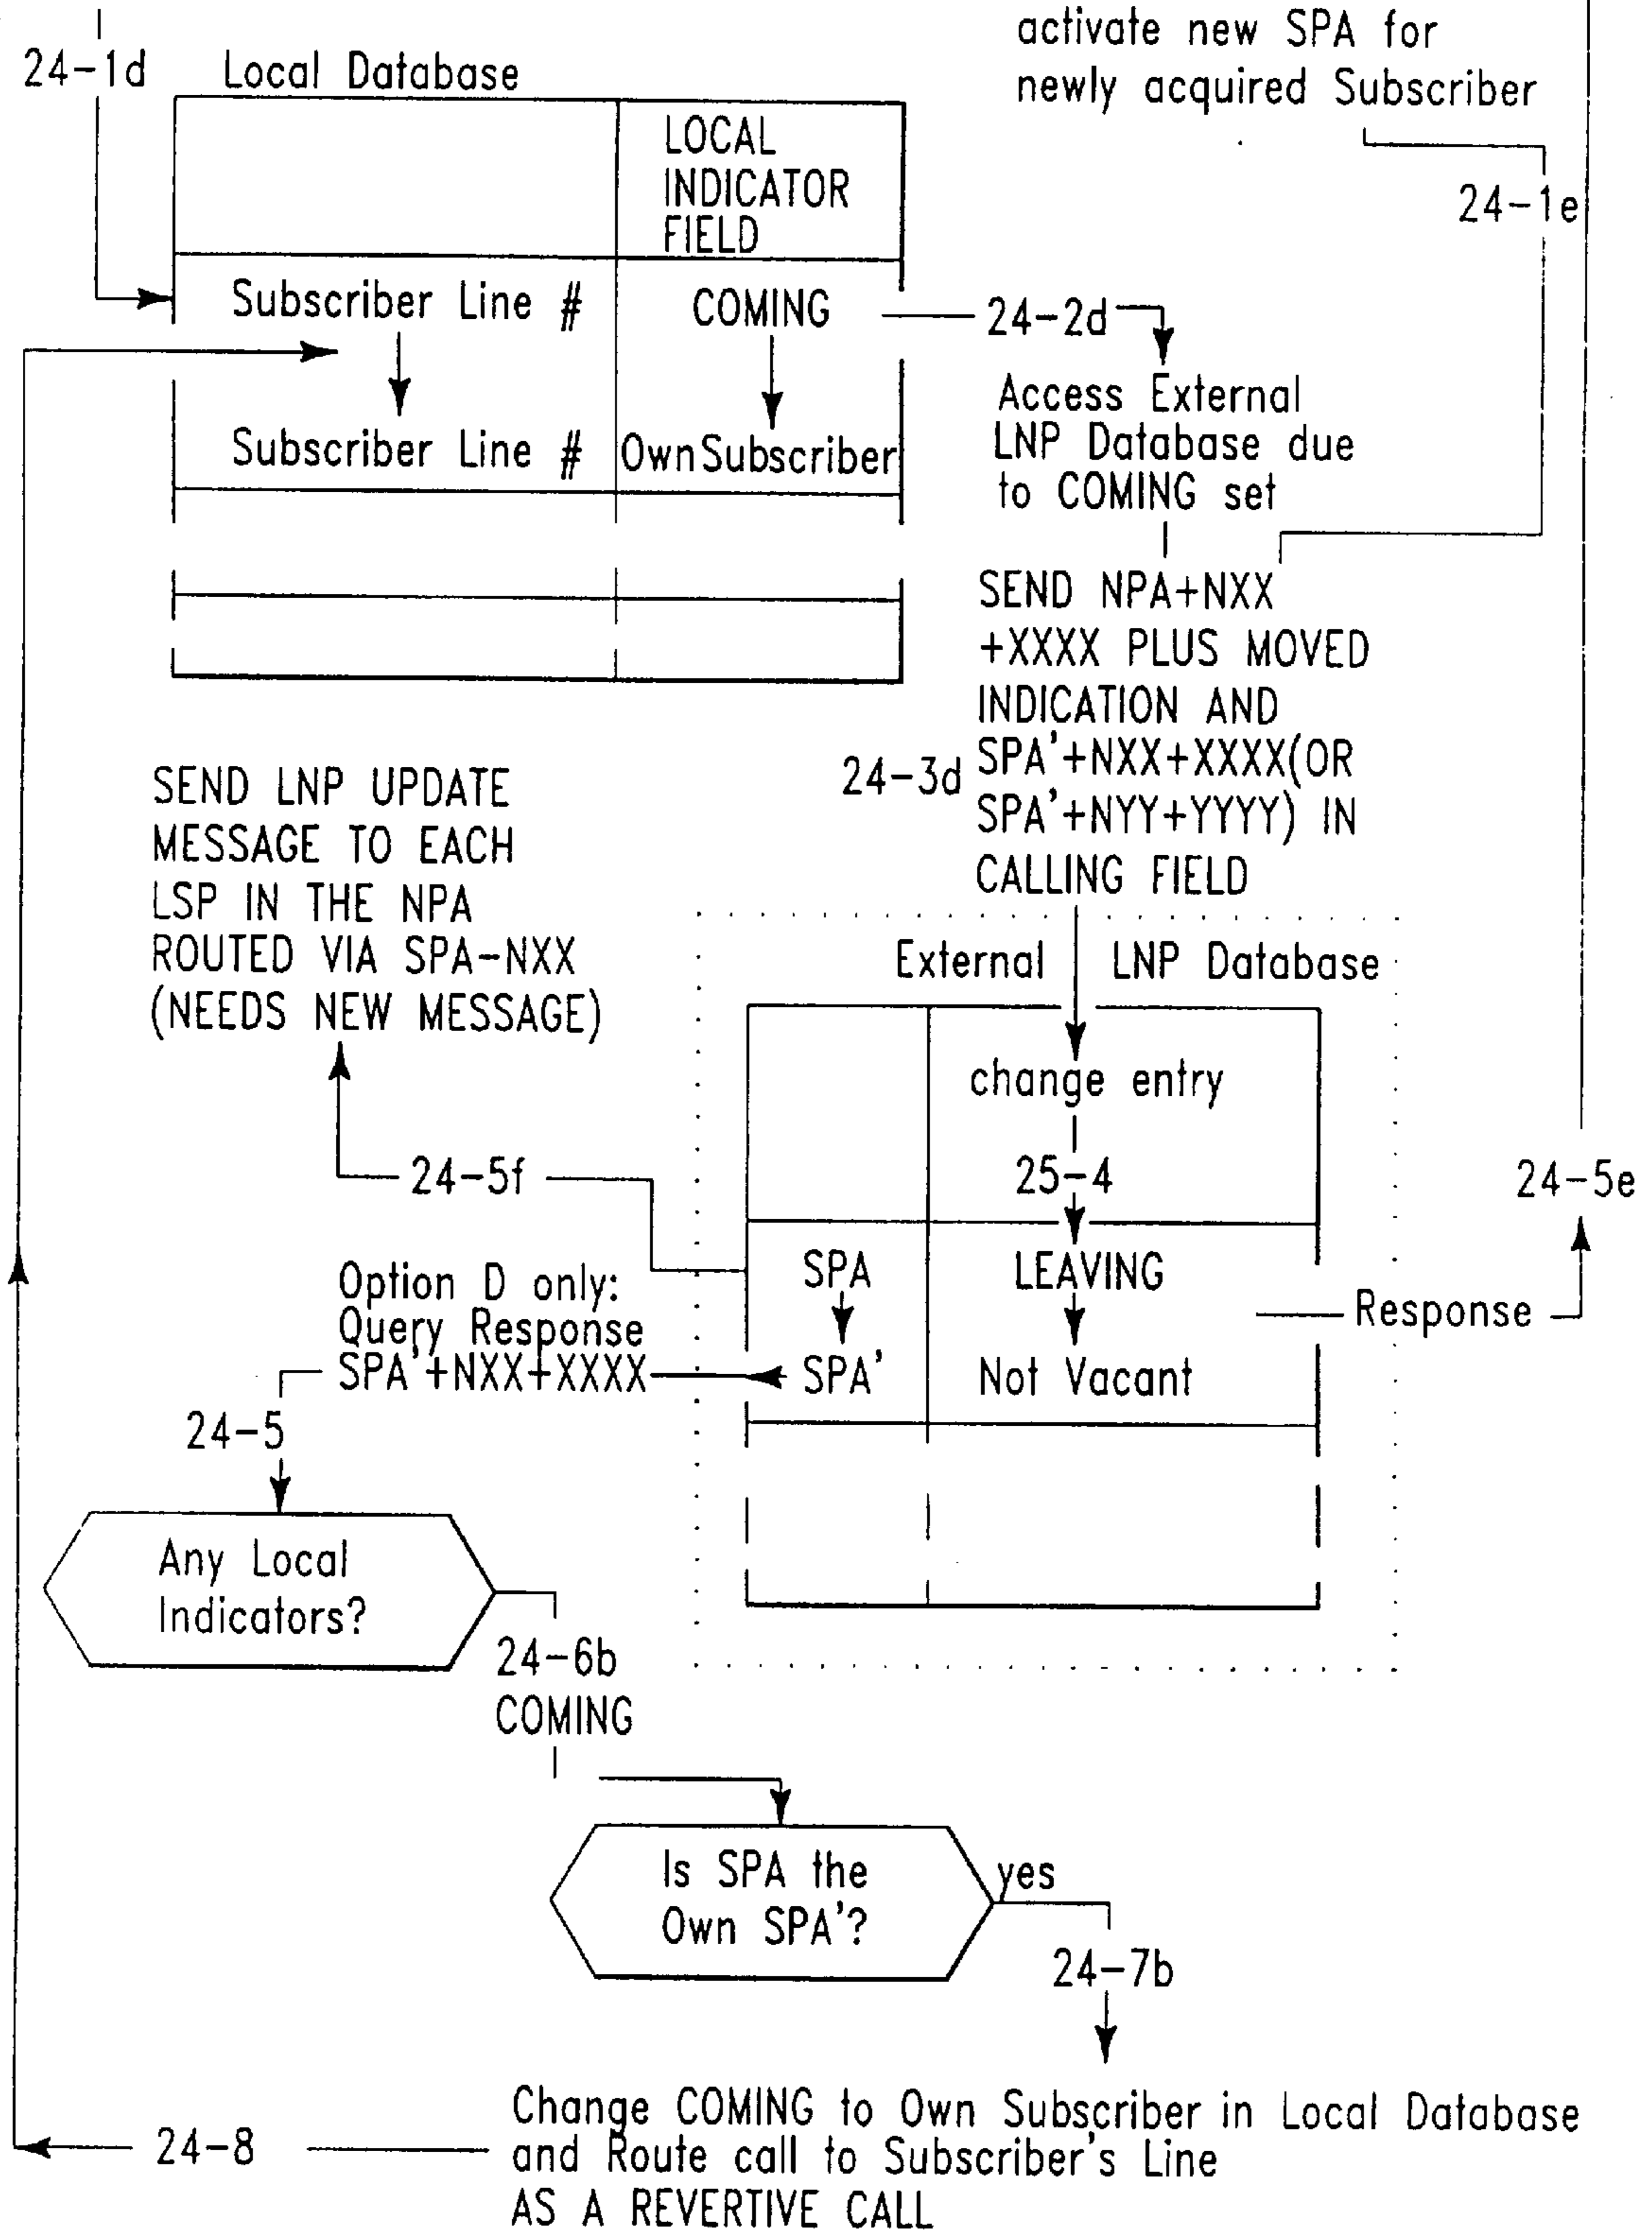 activate new SPA for
newly acquired Subscriber
24-1d
Local Database
LOCAL
INDICATOR
FIELD
24-1e
Subscriber Line #
COMING
24-2d
Subscriber Line #
Own Subscriber
Access External
LNP Database due
to COMING set
SEND NPA+NXX
+XXXX PLUS MOVED
INDICATION AND
SPA'+NXX+XXXX(OR
SPA'+NYY+YYYY) IN
CALLING FIELD
24-3d
SEND LNP UPDATE
MESSAGE TO EACH
LSP IN THE NPA
ROUTED VIA SPA-NXX
(NEEDS NEW MESSAGE)
External LNP Database
change entry
25-4
24-5f
24-5e
SPA
LEAVING
Response
SPA'
Not Vacant
Option D only:
Query Response
SPA'+NXX+XXXX
24-5
Any Local
Indicators?
24-6b
COMING
Is SPA the
Own SPA'?
yes
24-7b
Change COMING to Own Subscriber in Local Database
and Route call to Subscriber's Line
AS A REVERTIVE CALL
24-8